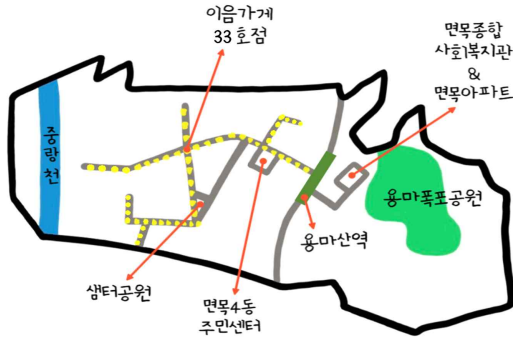 이음가게
33호점
면목종합
사회복지관
&
면목아파트
중랑천
용마폭포공원
용마산역
샘터공원
면목4동
주민센터